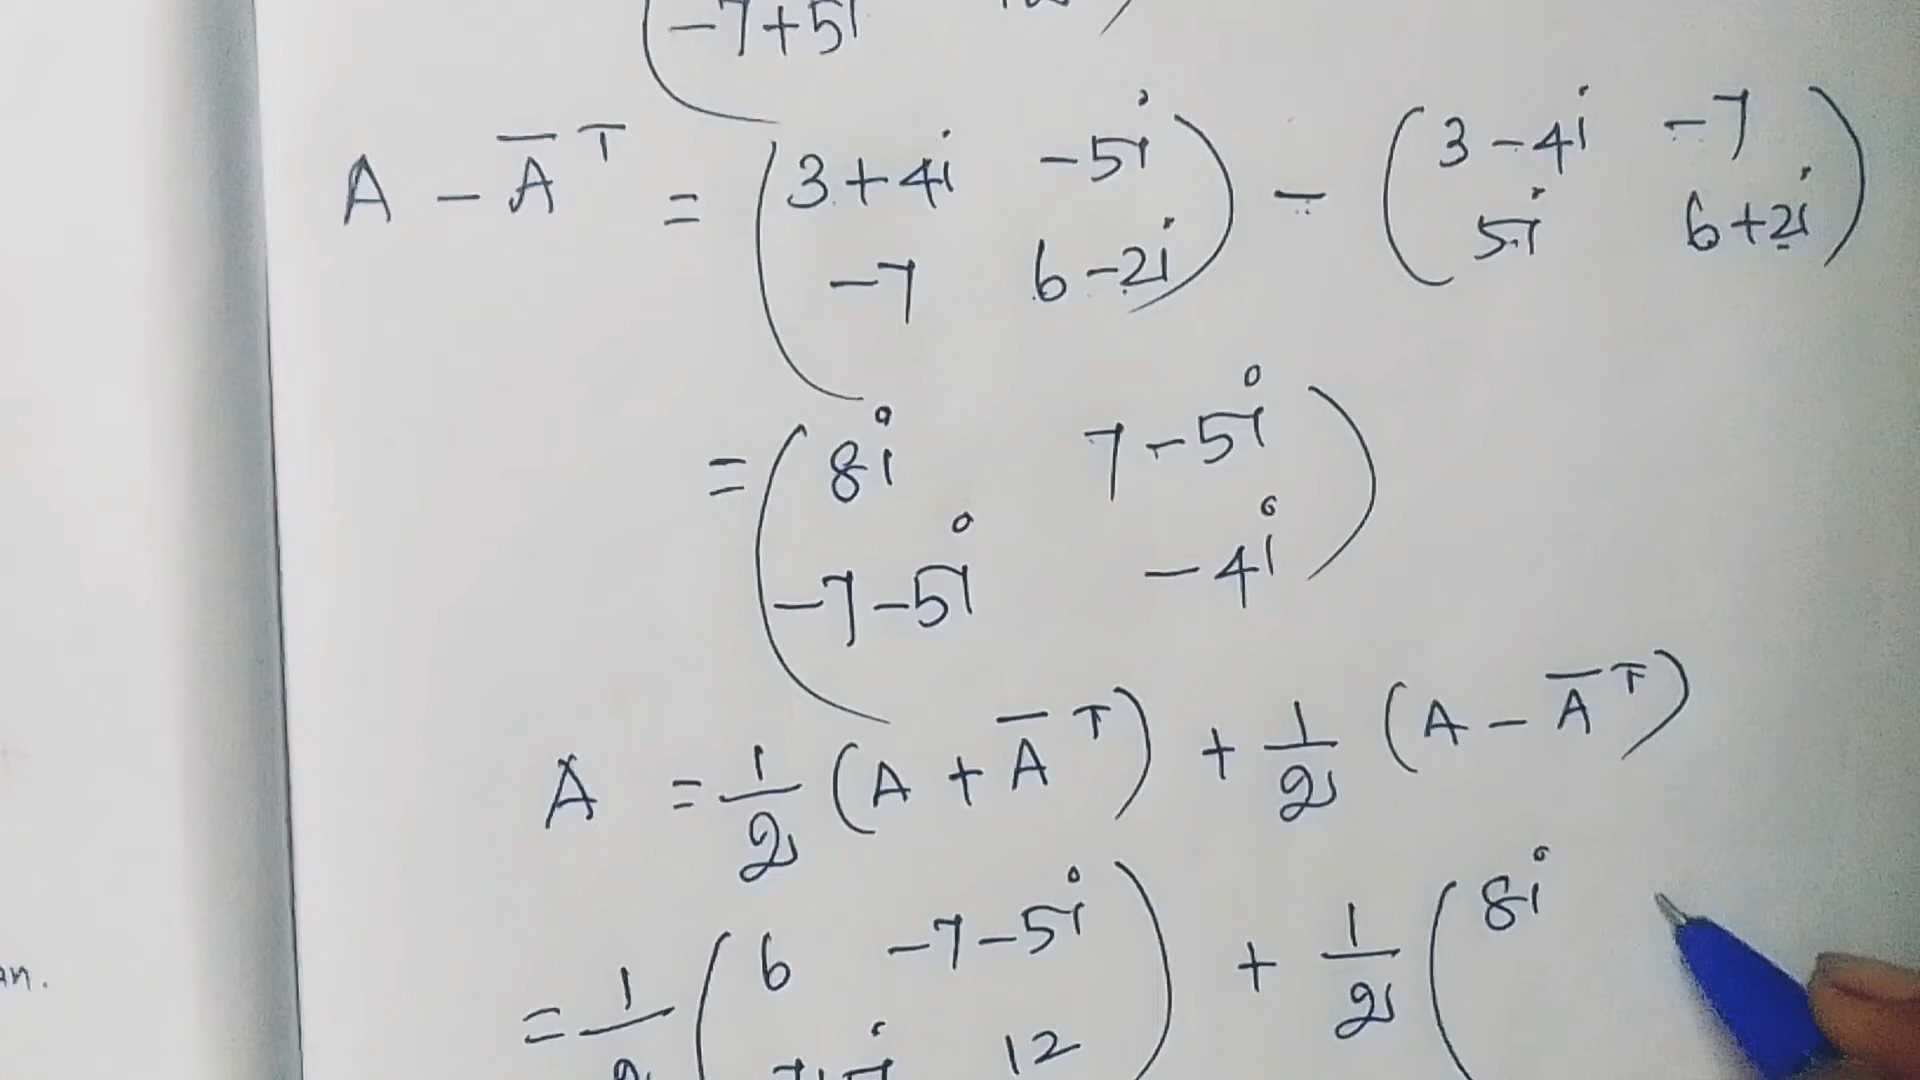 -7+5i
A - A̅ᵀ = (3+4i -5i) - (3-4i -7)
(-7 6-2i) (5i 6+2i)
= (8i 7-5i)
(-7-5i -4i)
A = 1/2 (A + A̅ᵀ) + 1/2 (A - A̅ᵀ)
= 1/2 (6 -7-5i) + 1/2 (8i
12